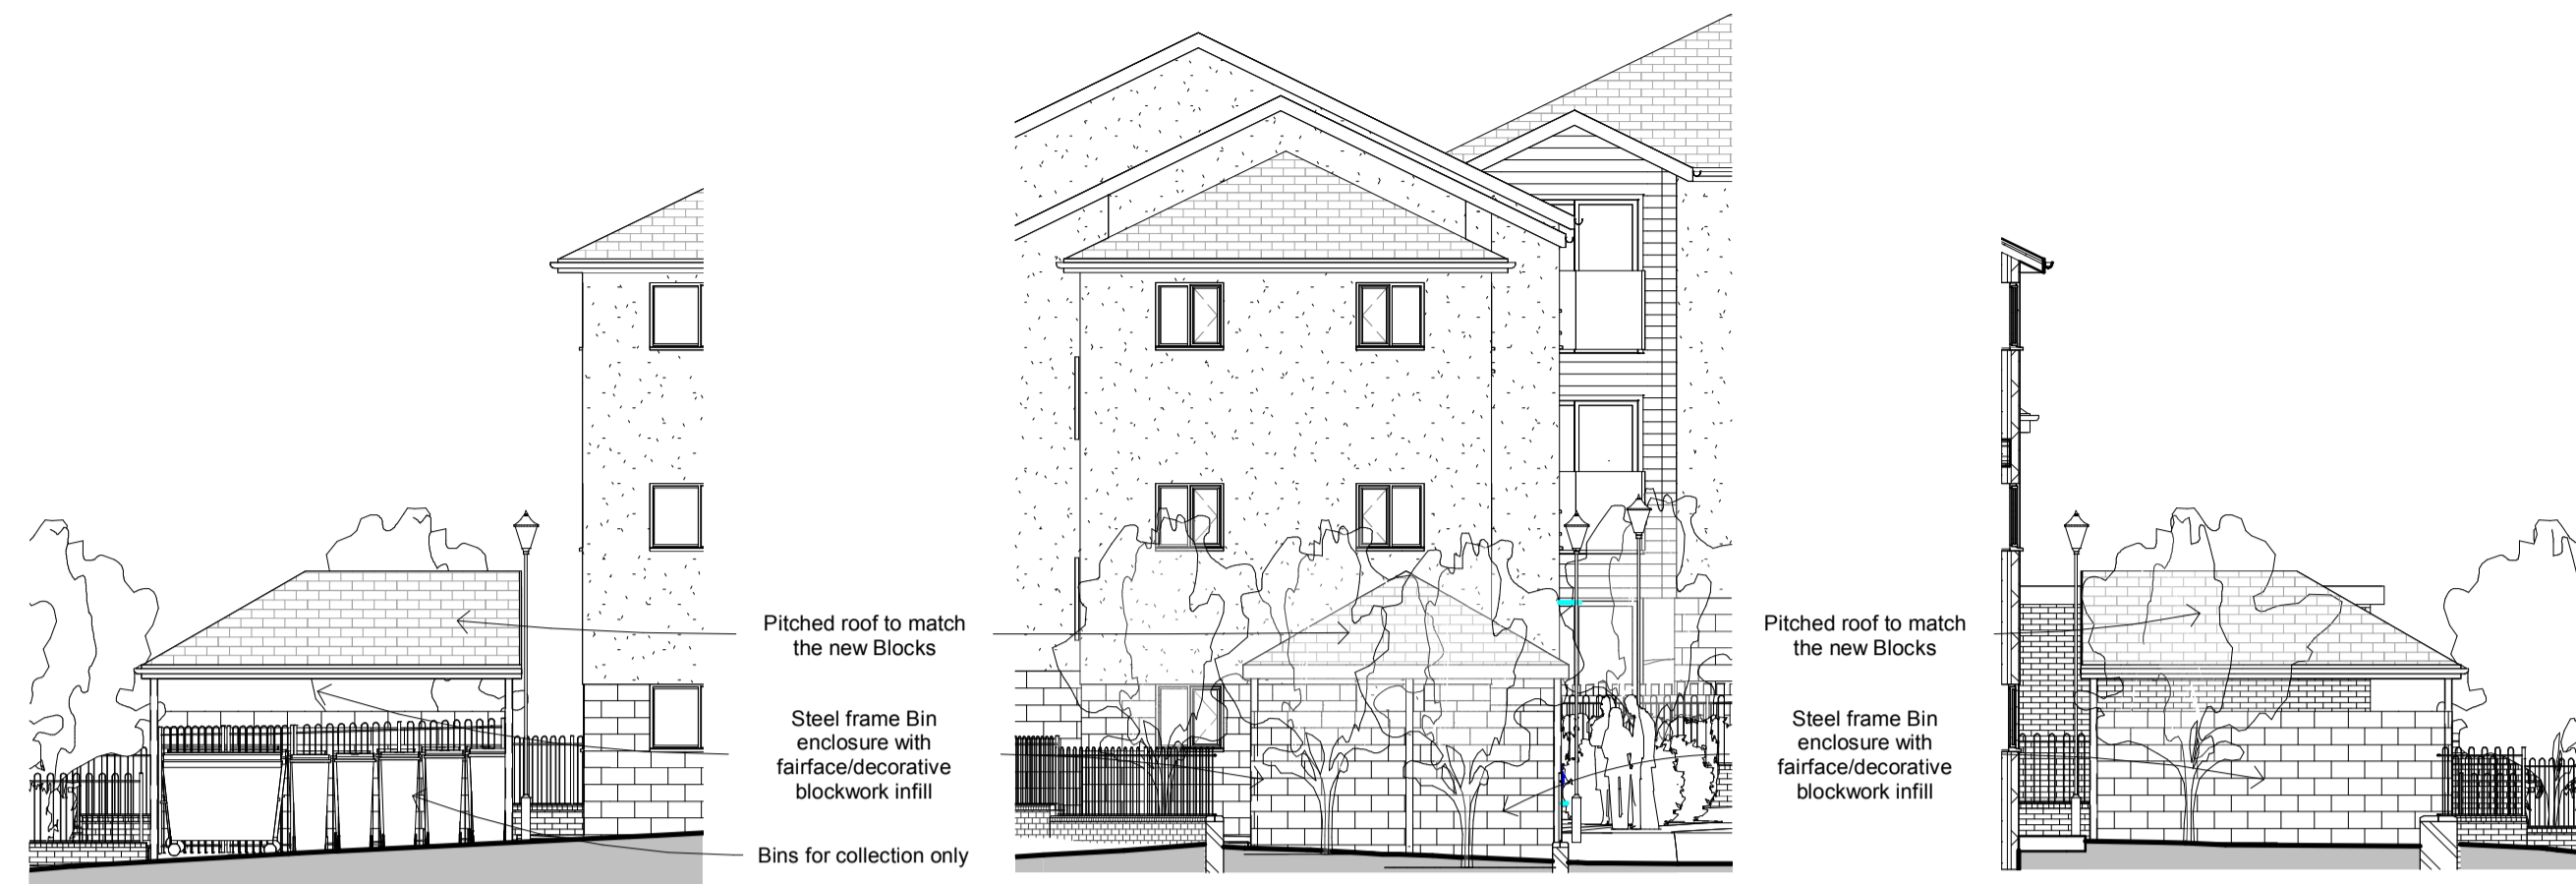 Pitched roof to match
the new Blocks
Steel frame Bin
enclosure with
fairface/decorative
blockwork infill
Bins for collection only
Pitched roof to match
the new Blocks
Steel frame Bin
enclosure with
fairface/decorative
blockwork infill